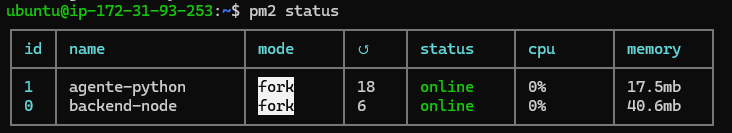 ubuntu@ip-172-31-93-253:~$ pm2 status
id name mode ↺ status cpu memory
1 agente-python fork 18 online 0% 17.5mb
0 backend-node fork 6 online 0% 40.6mb